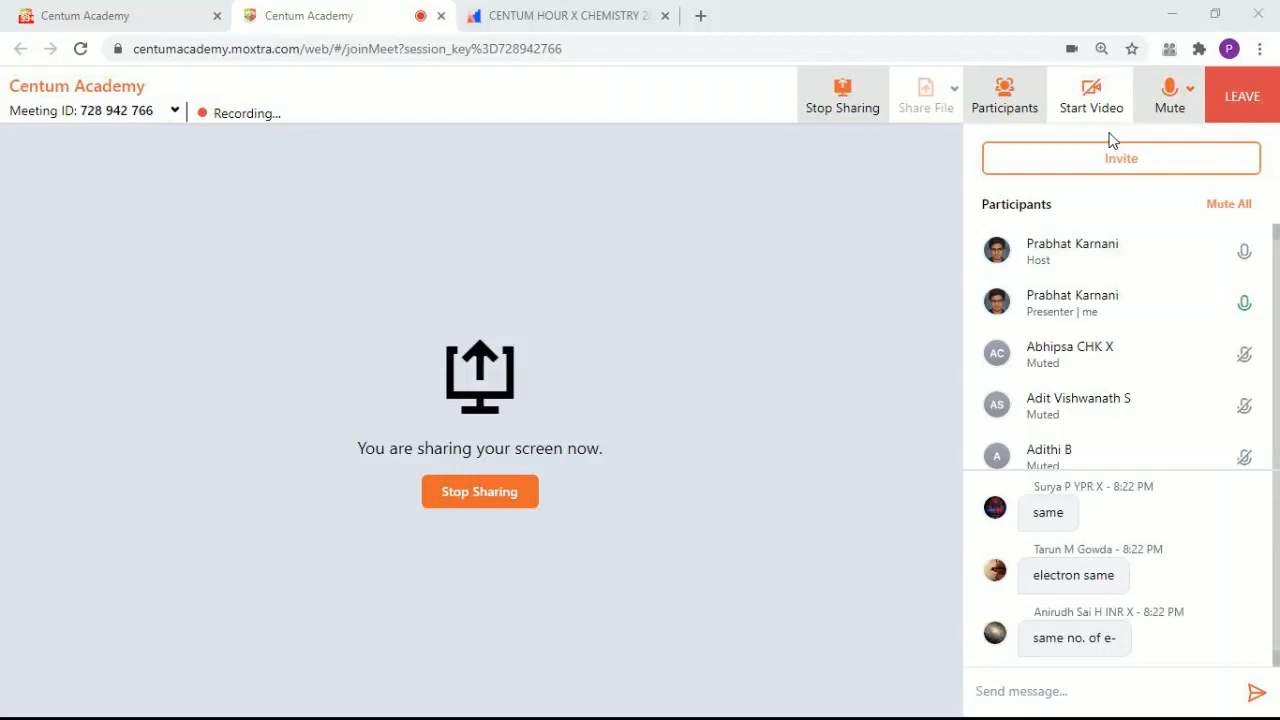 Centum Academy
Centum Academy
CENTUM HOUR X CHEMISTRY 20
centumacademy.moxtra.com/web/#/joinMeet?session_key%3D728942766
P
Centum Academy
Meeting ID: 728 942 766
Recording...
Stop Sharing
Share File
Participants
Start Video
Mute
LEAVE
Invite
Participants
Mute All
Prabhat Karnani
Host
Prabhat Karnani
Presenter | me
AC
Abhipsa CHK X
Muted
AS
Adit Vishwanath S
Muted
A
Adithi B
Muted
You are sharing your screen now.
Stop Sharing
Surya P YPR X - 8:22 PM
same
Tarun M Gowda - 8:22 PM
electron same
Anirudh Sai H INR X - 8:22 PM
same no. of e-
Send message...